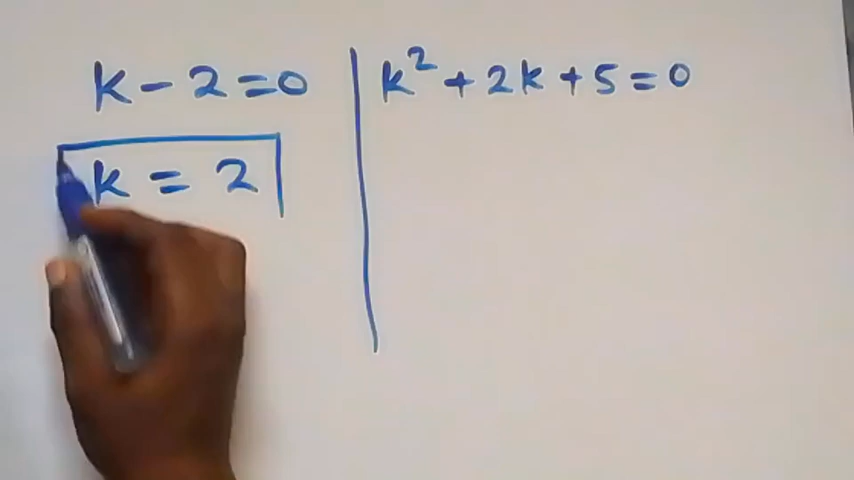 k - 2 = 0
k = 2
k² + 2k + 5 = 0